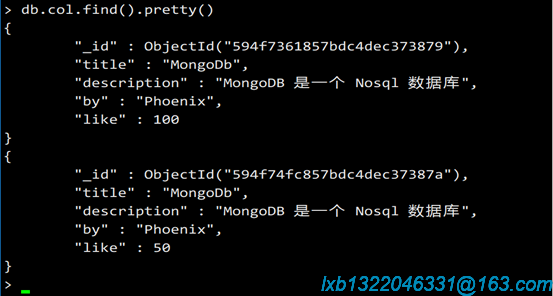 > db.col.find().pretty()
{
"_id" : ObjectId("594f7361857bdc4dec373879"),
"title" : "MongoDb",
"description" : "MongoDB 是一个 Nosql 数据库",
"by" : "Phoenix",
"like" : 100
}
{
"_id" : ObjectId("594f74fc857bdc4dec37387a"),
"title" : "MongoDb",
"description" : "MongoDB 是一个 Nosql 数据库",
"by" : "Phoenix",
"like" : 50
}
>
lxb1322046331@163.com